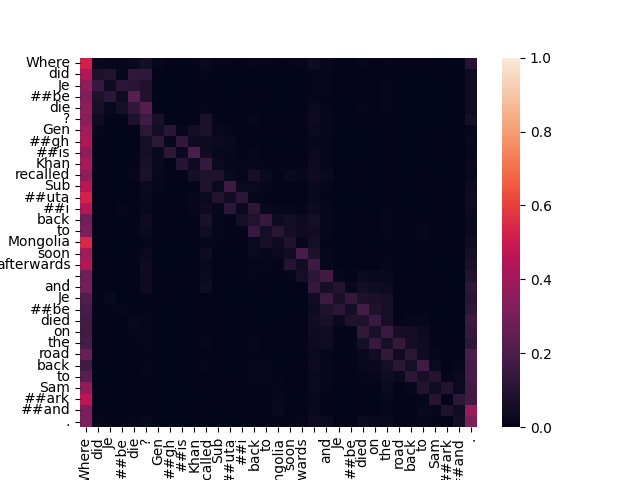 Where
did
Je
##be
die
?
Gen
##gh
##is
Khan
recalled
Sub
##uta
##i
back
to
Mongolia
soon
afterwards
and
Je
##be
died
on
the
road
back
to
Sam
##ark
##and
.
Where
did
Je
##be
die
?
Gen
##gh
##is
Khan
called
Sub
##uta
##i
back
to
ngolia
soon
wards
and
Je
##be
died
on
the
road
back
to
Sam
##ark
##and
.
1.0
0.8
0.6
0.4
0.2
0.0